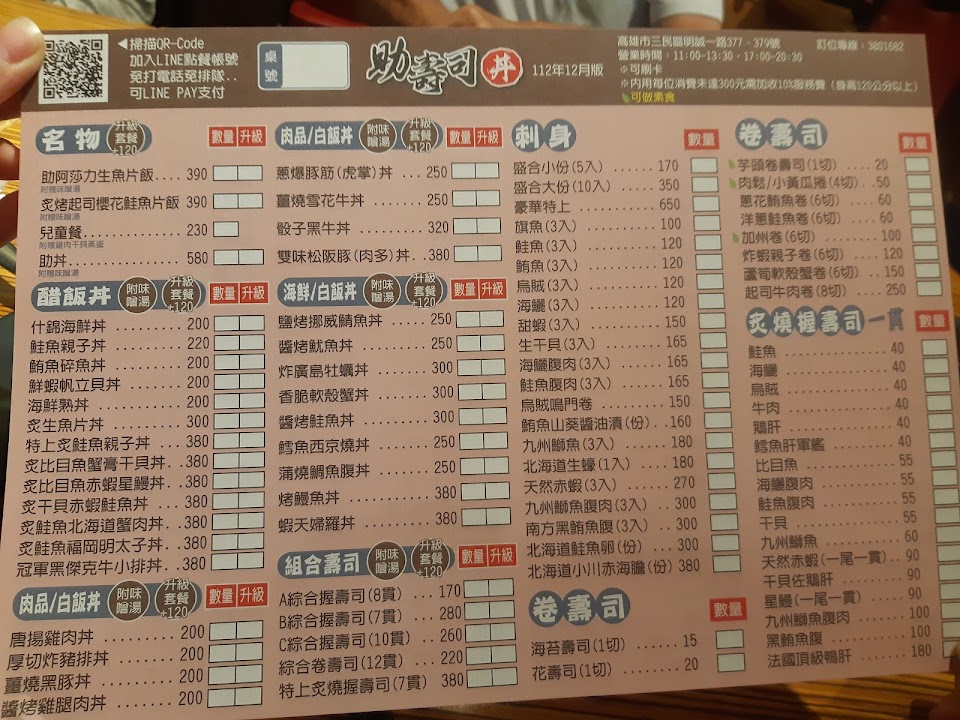 ◀掃描QR-Code
加入LINE點餐帳號
免打電話免排隊..
可LINE PAY支付
桌號
助壽司 丼
112年12月版
高雄市三民區明誠一路377、379號 訂位專線：3801682
營業時間：11:00-13:30．17:00-20:30
※可刷卡
※內用每位消費未達300元需加收10%服務費（身高120公分以上）
可做素食
名物 升級套餐+120 數量 升級
助阿莎力生魚片飯.... 390
附贈味噌湯
炙烤起司櫻花鮭魚片飯 390
附贈味噌湯
兒童餐............ 230
附贈雞肉干貝蒸蛋
助丼.............. 580
附贈味噌湯
醋飯丼 附味噌湯 升級套餐+120 數量 升級
什錦海鮮丼 ........ 200
鮭魚親子丼 ........ 220
鮪魚碎魚丼 ........ 200
鮮蝦帆立貝丼 ...... 200
海鮮熟丼 .......... 200
炙生魚片丼 ........ 300
特上炙鮭魚親子丼 .... 380
炙比目魚蟹膏干貝丼.. 380
炙比目魚赤蝦星鰻丼.. 380
炙干貝赤蝦鮭魚丼 .... 380
炙鮭魚北海道蟹肉丼.. 380
炙鮭魚福岡明太子丼.. 380
冠軍黑傑克牛小排丼.. 380
肉品/白飯丼 附味噌湯 升級套餐+120 數量 升級
唐揚雞肉丼 ........ 200
厚切炸豬排丼 ...... 200
薑燒黑豚丼 ........ 200
醬烤雞腿肉丼 ...... 200
肉品/白飯丼 附味噌湯 升級套餐+120 數量 升級
蔥爆豚筋(虎掌)丼 ... 250
薑燒雪花牛丼 ...... 250
骰子黑牛丼 ........ 320
雙味松阪豚(肉多)丼.. 380
海鮮/白飯丼 附味噌湯 升級套餐+120 數量 升級
鹽烤挪威鯖魚丼 ..... 250
醬烤魷魚丼 ........ 250
炸廣島牡蠣丼 ...... 300
香脆軟殼蟹丼 ...... 300
醬烤鮭魚丼 ........ 300
鱈魚西京燒丼 ...... 250
蒲燒鯛魚腹丼 ...... 250
烤鰻魚丼 .......... 380
蝦天婦羅丼 ........ 380
組合壽司 附味噌湯 升級套餐+120 數量 升級
A綜合握壽司(8貫) ... 170
B綜合握壽司(7貫) ... 280
C綜合握壽司(10貫) .. 260
綜合卷壽司(12貫) ... 220
特上炙燒握壽司(7貫) 380
刺身 數量
盛合小份(5入) ..... 170
盛合大份(10入) .... 350
豪華特上 .......... 650
旗魚(3入) ......... 100
鮭魚(3入) ......... 120
鮪魚(3入) ......... 120
烏賊(3入) ......... 120
海鱺(3入) ......... 120
甜蝦(3入) ......... 150
生干貝(3入) ....... 165
海鱺腹肉(3入) ..... 165
鮭魚腹肉(3入) ..... 165
烏賊鳴門卷 ........ 150
鮪魚山葵醬油漬(份).. 160
九州鰤魚(3入) ..... 180
北海道生蠔(1入) ... 180
天然赤蝦(3入) ..... 270
九州鰤魚腹肉(3入) .. 300
南方黑鮪魚腹(3入) .. 300
北海道鮭魚卵(份) ... 300
北海道小川赤海膽(份) 380
卷壽司 數量
海苔壽司(1切) ...... 15
花壽司(1切) ........ 20
卷壽司 數量
芋頭卷壽司(1切) .... 20
肉鬆/小黃瓜捲(4切)..50
蔥花鮪魚卷(6切) .... 60
洋蔥鮭魚卷(6切) .... 60
加州卷(6切) ....... 100
炸蝦親子卷(6切) ... 120
蘆筍軟殼蟹卷(6切) .. 150
起司牛肉卷(8切) ... 250
炙燒握壽司一貫 數量
鮭魚 .............. 40
海鱺 .............. 40
烏賊 .............. 40
牛肉 .............. 40
鵝肝 .............. 40
鱈魚肝軍艦 ........ 40
比目魚 ............ 55
海鱺腹肉 .......... 55
鮭魚腹肉 .......... 55
干貝 .............. 55
九州鰤魚 .......... 60
天然赤蝦(一尾一貫).. 90
干貝佐鵝肝 ........ 90
星鰻(一尾一貫) ..... 90
九州鰤魚腹肉 ...... 100
黑鮪魚腹 .......... 100
法國頂級鴨肝 ...... 180